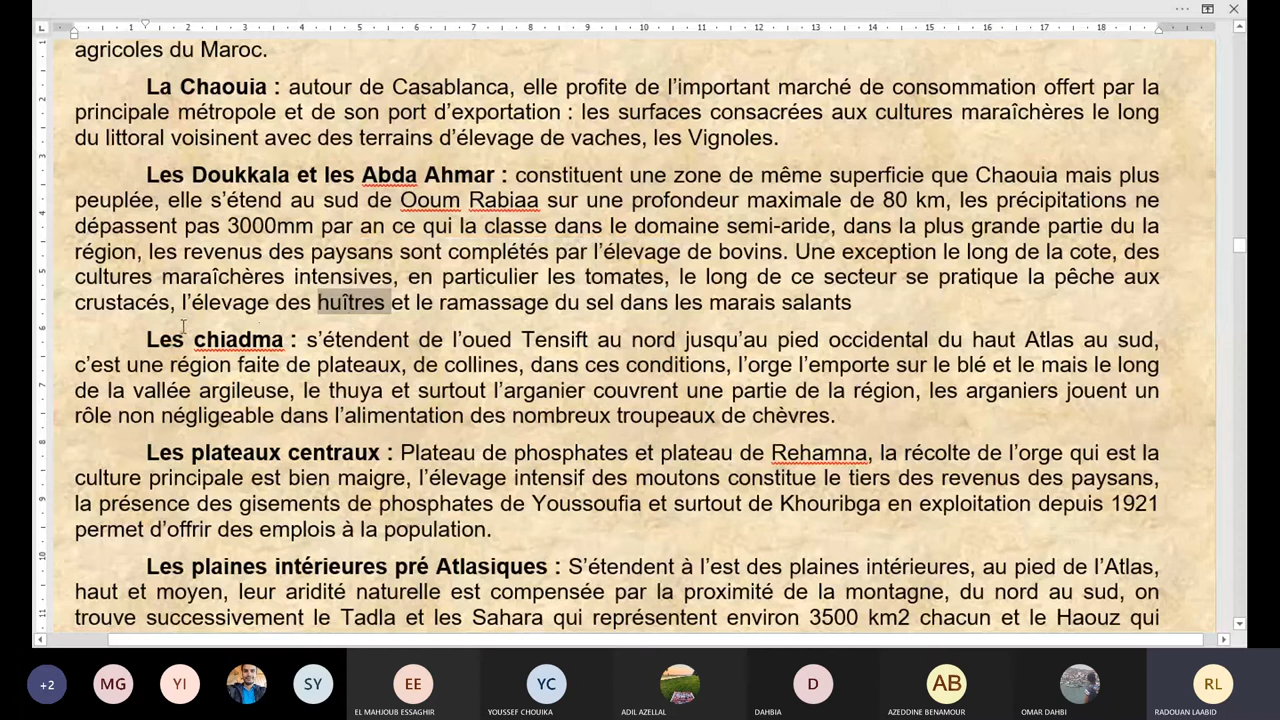 1 2 3 4 5 6 7 8 9 10 11 12 13 14 15 16 17 18
agricoles du Maroc.
La Chaouia : autour de Casablanca, elle profite de l’important marché de consommation offert par la
principale métropole et de son port d’exportation : les surfaces consacrées aux cultures maraîchères le long
du littoral voisinent avec des terrains d’élevage de vaches, les Vignoles.
Les Doukkala et les Abda Ahmar : constituent une zone de même superficie que Chaouia mais plus
peuplée, elle s’étend au sud de Ooum Rabiaa sur une profondeur maximale de 80 km, les précipitations ne
dépassent pas 3000mm par an ce qui la classe dans le domaine semi-aride, dans la plus grande partie du la
région, les revenus des paysans sont complétés par l’élevage de bovins. Une exception le long de la cote, des
cultures maraîchères intensives, en particulier les tomates, le long de ce secteur se pratique la pêche aux
crustacés, l’élevage des huîtres et le ramassage du sel dans les marais salants
Les chiadma : s’étendent de l’oued Tensift au nord jusqu’au pied occidental du haut Atlas au sud,
c’est une région faite de plateaux, de collines, dans ces conditions, l’orge l’emporte sur le blé et le mais le long
de la vallée argileuse, le thuya et surtout l’arganier couvrent une partie de la région, les arganiers jouent un
rôle non négligeable dans l’alimentation des nombreux troupeaux de chèvres.
Les plateaux centraux : Plateau de phosphates et plateau de Rehamna, la récolte de l’orge qui est la
culture principale est bien maigre, l’élevage intensif des moutons constitue le tiers des revenus des paysans,
la présence des gisements de phosphates de Youssoufia et surtout de Khouribga en exploitation depuis 1921
permet d’offrir des emplois à la population.
Les plaines intérieures pré Atlasiques : S’étendent à l’est des plaines intérieures, au pied de l’Atlas,
haut et moyen, leur aridité naturelle est compensée par la proximité de la montagne, du nord au sud, on
trouve successivement le Tadla et les Sahara qui représentent environ 3500 km2 chacun et le Haouz qui
+2 MG YI SY EE YC D AB RL
EL MAHJOUB ESSAGHIR YOUSSEF CHOUIKA ADIL AZELLAL DAHBIA AZEDDINE BENAMOUR OMAR DAHBI RADOUAN LAABID